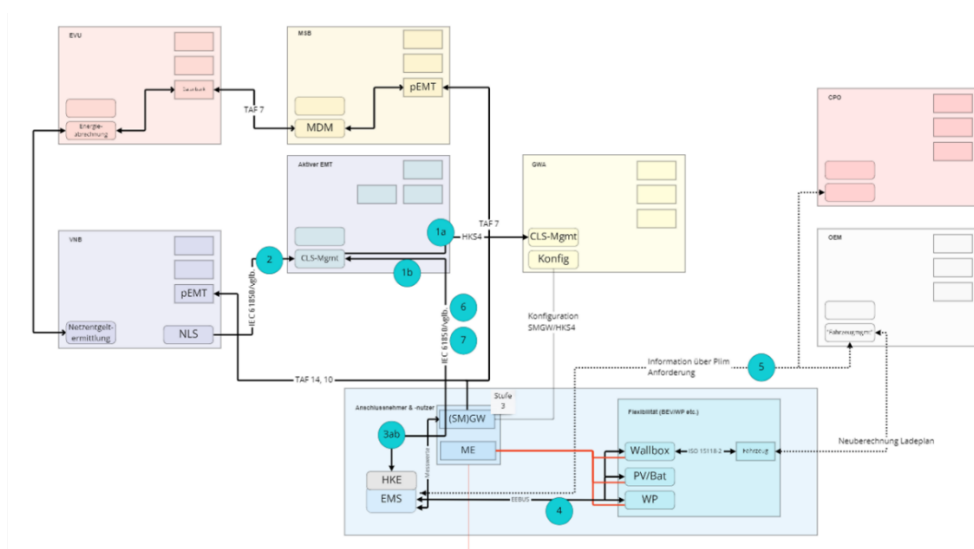 EVU
MSB
pEMT
TAF 7
Energie-
abrechnung
MDM
CPO
Aktiver EMT
GWA
TAF 7
1a
HKS4
CLS-Mgmt
VNB
OEM
2
CLS-Mgmt
1b
Konfig
pEMT
IEC 61850/vglb.
IEC 61850/vglb.
6
7
Netzentgelt-
ermittlung
NLS
Konfiguration
SMGW/HKS4
"Fahrzeugmgmt"
Information über Plim
Anforderung
5
TAF 14, 10
Stufe
3
Anschlussnehmer & -nutzer
(SM)GW
Flexibilität (BEV/WP etc.)
3ab
Neuberechnung Ladeplan
ME
Wallbox
ISO 15118-2
Fahrzeug
Messwerte
HKE
PV/Bat
EMS
EEBUS
WP
4